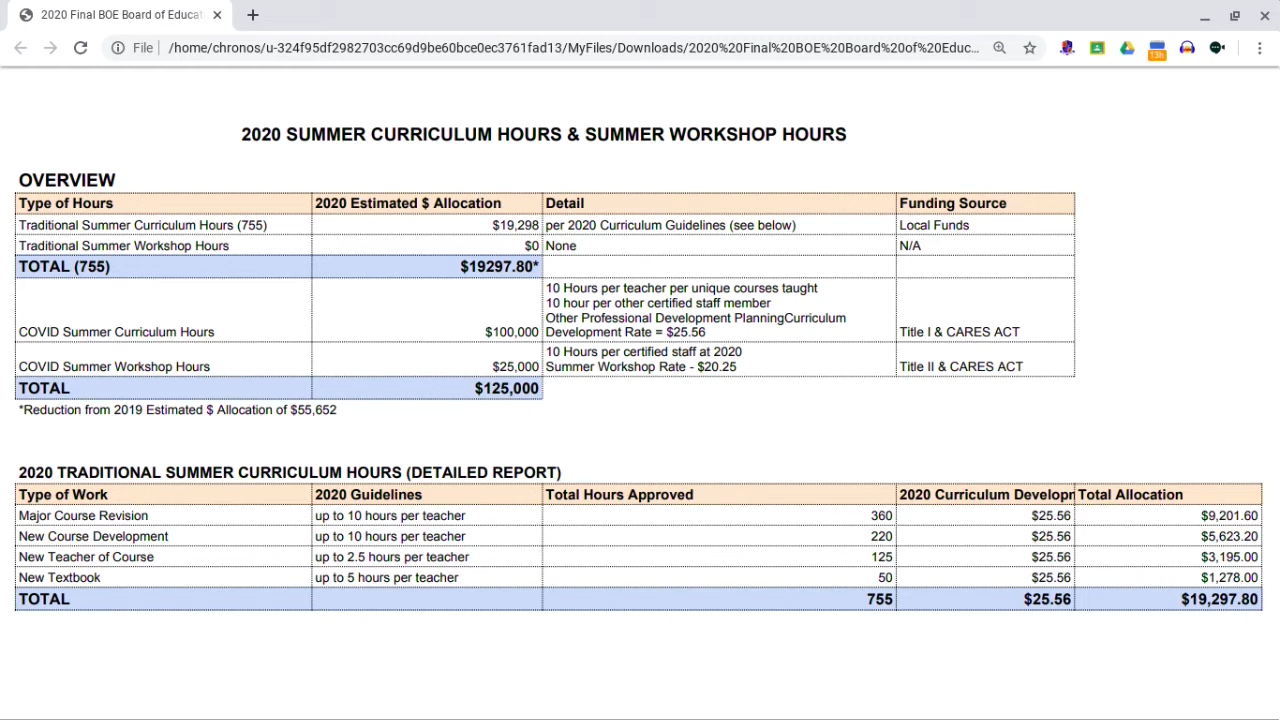 2020 Final BOE Board of Educat
File /home/chronos/u-324f95df2982703cc69d9be60bce0ec3761fad13/MyFiles/Downloads/2020%20Final%20BOE%20Board%20of%20Educ...
13h
2020 SUMMER CURRICULUM HOURS & SUMMER WORKSHOP HOURS
OVERVIEW
Type of Hours 2020 Estimated $ Allocation Detail Funding Source
Traditional Summer Curriculum Hours (755) $19,298 per 2020 Curriculum Guidelines (see below) Local Funds
Traditional Summer Workshop Hours $0 None N/A
TOTAL (755) $19297.80*
10 Hours per teacher per unique courses taught
10 hour per other certified staff member
Other Professional Development PlanningCurriculum
COVID Summer Curriculum Hours $100,000 Development Rate = $25.56 Title I & CARES ACT
10 Hours per certified staff at 2020
COVID Summer Workshop Hours $25,000 Summer Workshop Rate - $20.25 Title II & CARES ACT
TOTAL $125,000
*Reduction from 2019 Estimated $ Allocation of $55,652
2020 TRADITIONAL SUMMER CURRICULUM HOURS (DETAILED REPORT)
Type of Work 2020 Guidelines Total Hours Approved 2020 Curriculum Developr Total Allocation
Major Course Revision up to 10 hours per teacher 360 $25.56 $9,201.60
New Course Development up to 10 hours per teacher 220 $25.56 $5,623.20
New Teacher of Course up to 2.5 hours per teacher 125 $25.56 $3,195.00
New Textbook up to 5 hours per teacher 50 $25.56 $1,278.00
TOTAL 755 $25.56 $19,297.80